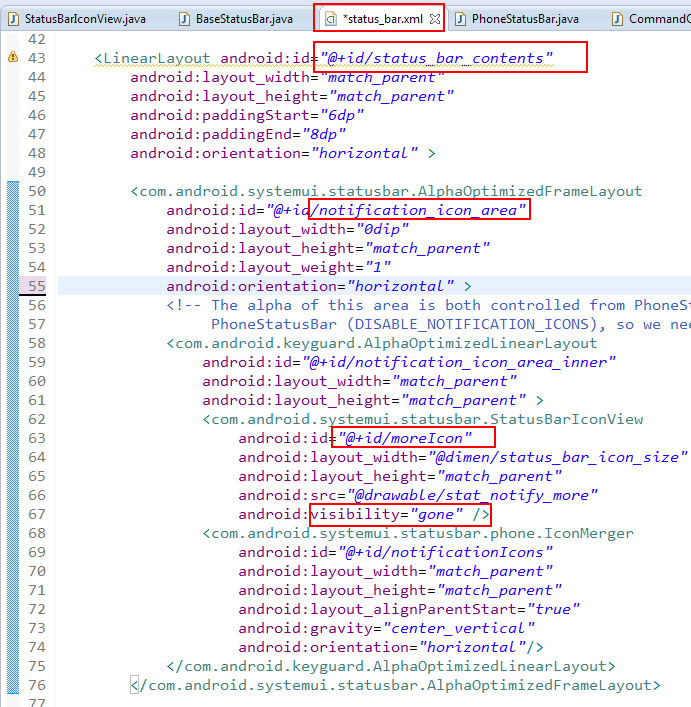 StatusBarIconView.java BaseStatusBar.java *status_bar.xml PhoneStatusBar.java CommandQ
42
43 <LinearLayout android:id="@+id/status_bar_contents"
44 android:layout_width="match_parent"
45 android:layout_height="match_parent"
46 android:paddingStart="6dp"
47 android:paddingEnd="8dp"
48 android:orientation="horizontal" >
49
50 <com.android.systemui.statusbar.AlphaOptimizedFrameLayout
51 android:id="@+id/notification_icon_area"
52 android:layout_width="0dip"
53 android:layout_height="match_parent"
54 android:layout_weight="1"
55 android:orientation="horizontal" >
56 <!-- The alpha of this area is both controlled from PhoneSt
57 PhoneStatusBar (DISABLE_NOTIFICATION_ICONS), so we nee
58 <com.android.keyguard.AlphaOptimizedLinearLayout
59 android:id="@+id/notification_icon_area_inner"
60 android:layout_width="match_parent"
61 android:layout_height="match_parent" >
62 <com.android.systemui.statusbar.StatusBarIconView
63 android:id="@+id/moreIcon"
64 android:layout_width="@dimen/status_bar_icon_size"
65 android:layout_height="match_parent"
66 android:src="@drawable/stat_notify_more"
67 android:visibility="gone" />
68 <com.android.systemui.statusbar.phone.IconMerger
69 android:id="@+id/notificationIcons"
70 android:layout_width="match_parent"
71 android:layout_height="match_parent"
72 android:layout_alignParentStart="true"
73 android:gravity="center_vertical"
74 android:orientation="horizontal"/>
75 </com.android.keyguard.AlphaOptimizedLinearLayout>
76 </com.android.systemui.statusbar.AlphaOptimizedFrameLayout>
77